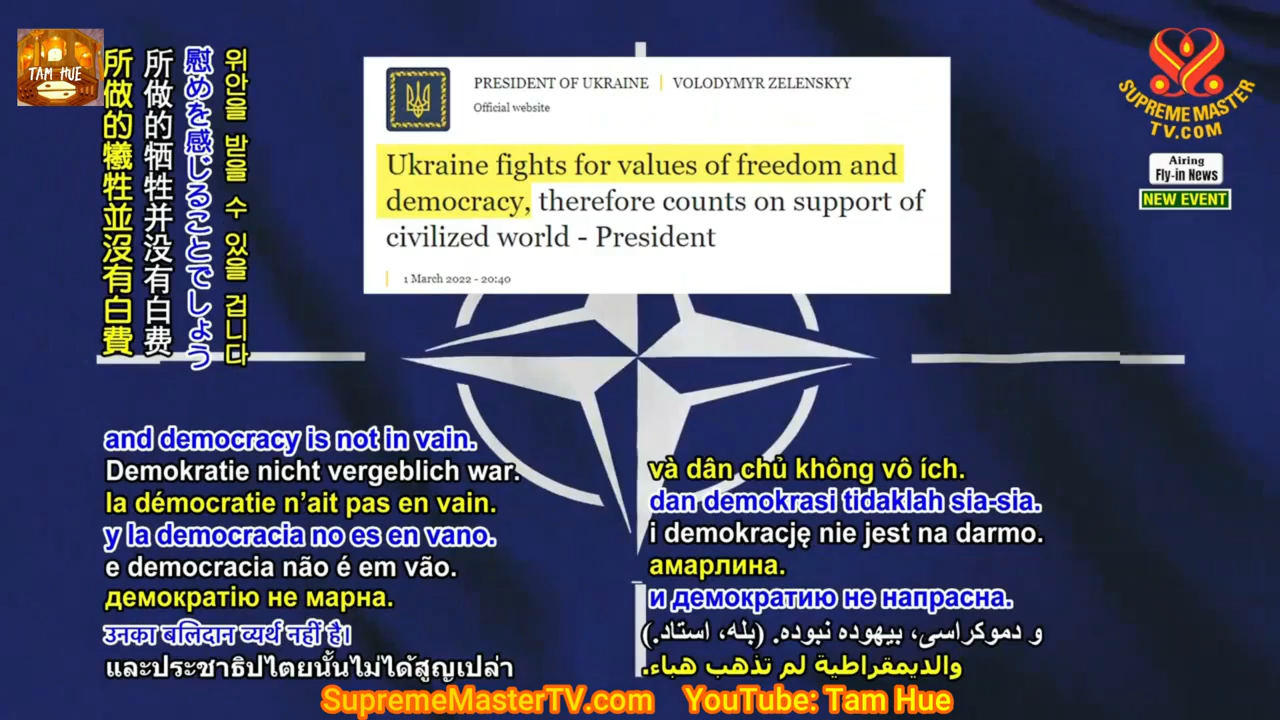 TAM HUE
所做的犧牲並沒有白費
所做的牺牲并没有白费
慰めを感じることでしょう
위안을 받을 수 있을 겁니다
PRESIDENT OF UKRAINE | VOLODYMYR ZELENSKYY
Official website
Ukraine fights for values of freedom and
democracy, therefore counts on support of
civilized world - President
1 March 2022 - 20:40
SUPREME MASTER
TV.COM
Airing
Fly-in News
NEW EVENT
and democracy is not in vain.
Demokratie nicht vergeblich war.
la démocratie n’ait pas en vain.
y la democracia no es en vano.
e democracia não é em vão.
демократію не марна.
उनका बलिदान व्यर्थ नहीं है।
และประชาธิปไตยนั้นไม่ได้สูญเปล่า
và dân chủ không vô ích.
dan demokrasi tidaklah sia-sia.
i demokrację nie jest na darmo.
амарлина.
и демократию не напрасна.
و دموکراسی، بیهوده نبوده. (بله، استاد.)
والديمقراطية لم تذهب هباء.
SupremeMasterTV.com YouTube: Tam Hue